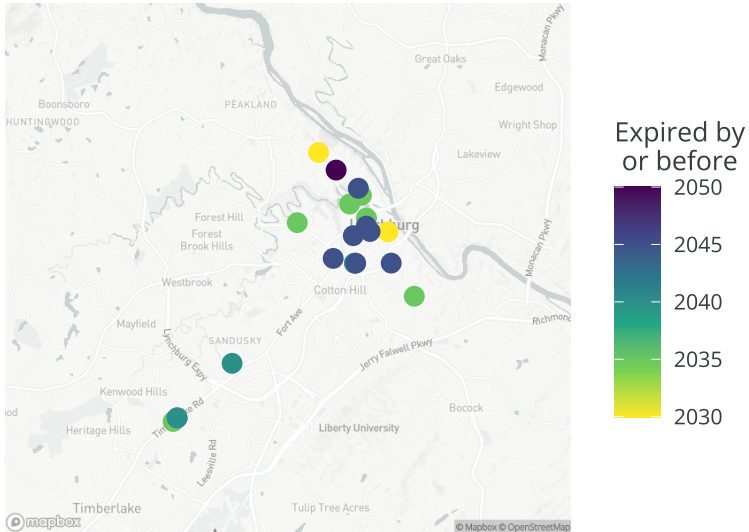 Monacan Pkwy
Great Oaks
Boonsboro
PEAKLAND
Edgewood
HUNTINGWOOD
Wright Shop
Lakeview
Expired by
or before
2050
2045
2040
2035
2030
Forest Hill
Forest
Brook Hills
Monacan Pkwy
Westbrook
Cotton Hill
Mayfield
Fort Ave
Richmond
Lynchburg Expy
SANDUSKY
Jerry Falwell Pkwy
Kenwood Hills
Bocock
Heritage Hills
Liberty University
Leesville Rd
Timberlake
Tulip Tree Acres
mapbox
© Mapbox © OpenStreetMap